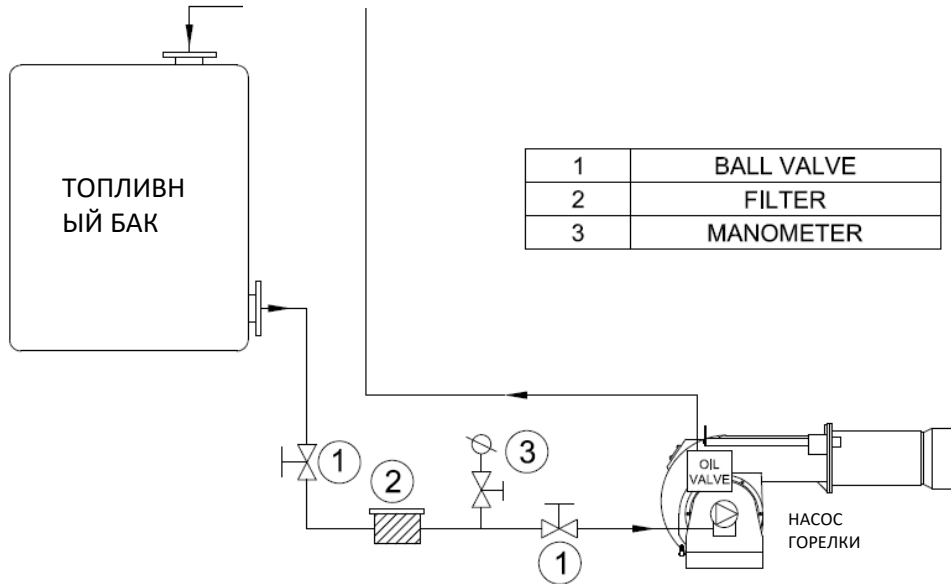 ТОПЛИВН
ЫЙ БАК
1 BALL VALVE
2 FILTER
3 MANOMETER
1
2
3
1
OIL
VALVE
НАСОС
ГОРЕЛКИ